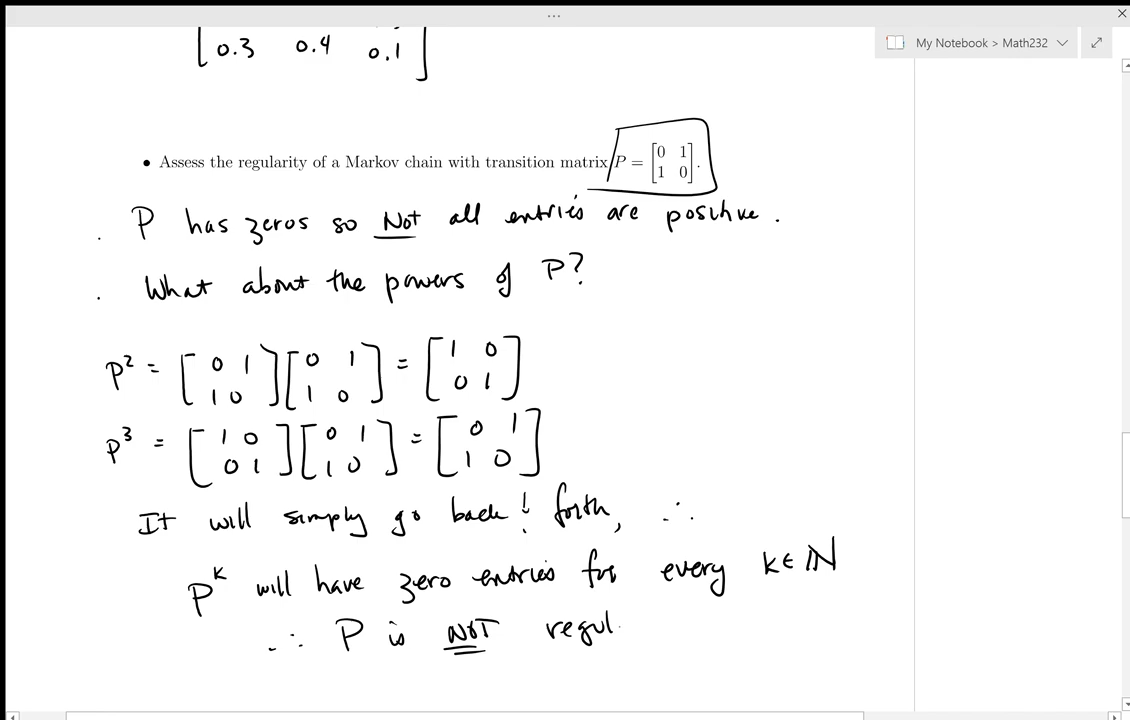 ...
My Notebook > Math232
[0.3 0.4 0.1]
• Assess the regularity of a Markov chain with transition matrix P = [0 1; 1 0].
. P has zeros so Not all entries are positive.
. What about the powers of P?
P² = [0 1; 1 0] [0 1; 1 0] = [1 0; 0 1]
P³ = [1 0; 0 1] [0 1; 1 0] = [0 1; 1 0]
It will simply go back ! forth, ∴
Pᴷ will have zero entries for every K ∈ ℕ
∴ P is NOT regul